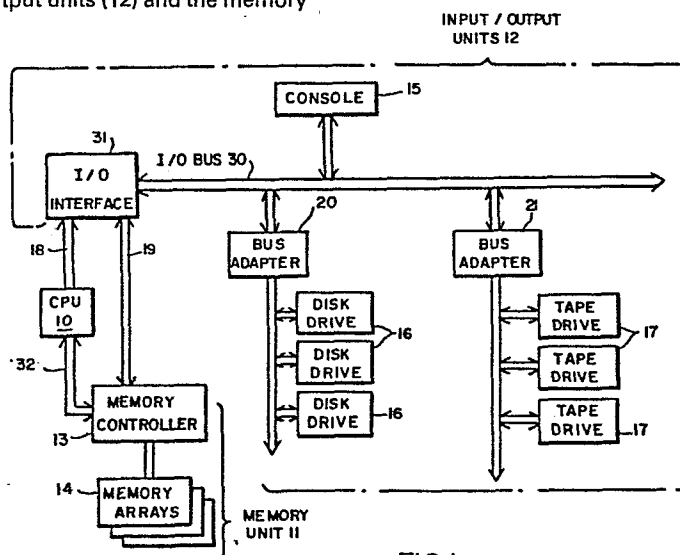 tput units (12) and the memory
INPUT / OUTPUT
UNITS 12
CONSOLE
15
31
I/O
INTERFACE
I/O BUS 30
20
21
BUS
ADAPTER
BUS
ADAPTER
18
19
CPU
10
DISK
DRIVE
DISK
DRIVE
DISK
DRIVE
16
16
TAPE
DRIVE
TAPE
DRIVE
TAPE
DRIVE
17
17
32
MEMORY
CONTROLLER
13
14
MEMORY
ARRAYS
MEMORY
UNIT 11